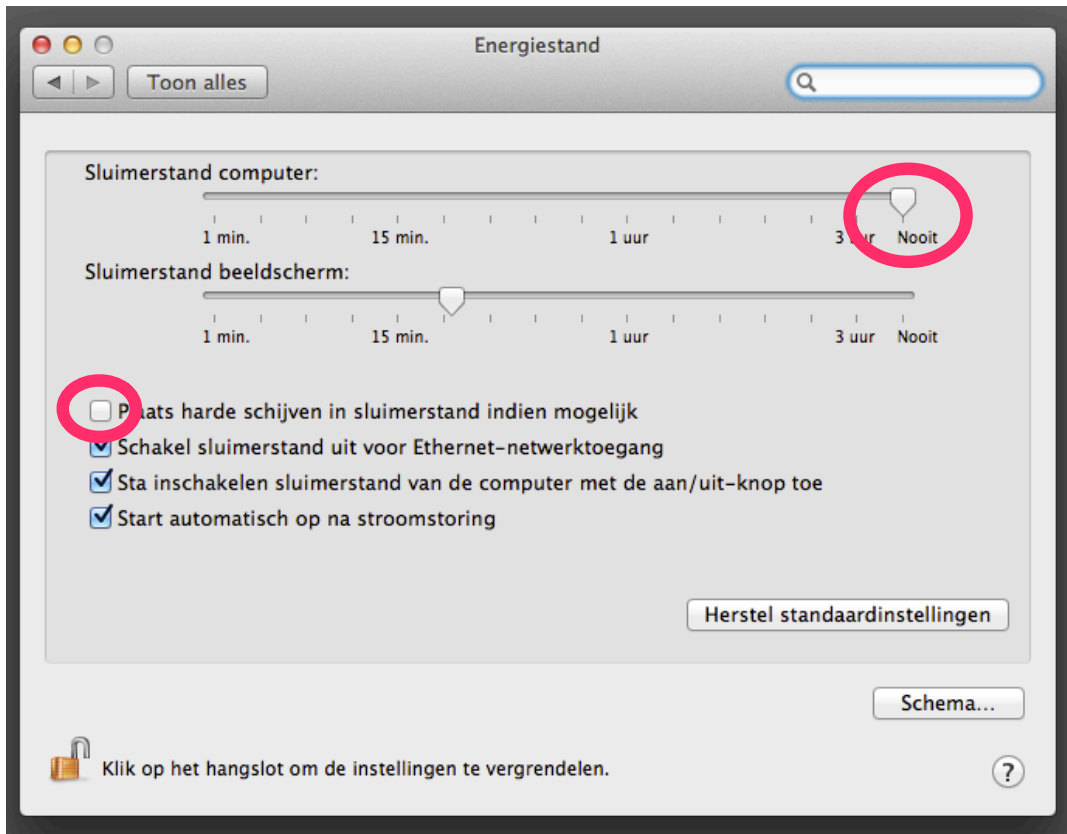 Energiestand
Toon alles
Sluimerstand computer:
1 min. 15 min. 1 uur 3 uur Nooit
Sluimerstand beeldscherm:
1 min. 15 min. 1 uur 3 uur Nooit
Plaats harde schijven in sluimerstand indien mogelijk
Schakel sluimerstand uit voor Ethernet-netwerktoegang
Sta inschakelen sluimerstand van de computer met de aan/uit-knop toe
Start automatisch op na stroomstoring
Herstel standaardinstellingen
Schema...
Klik op het hangslot om de instellingen te vergrendelen.
?